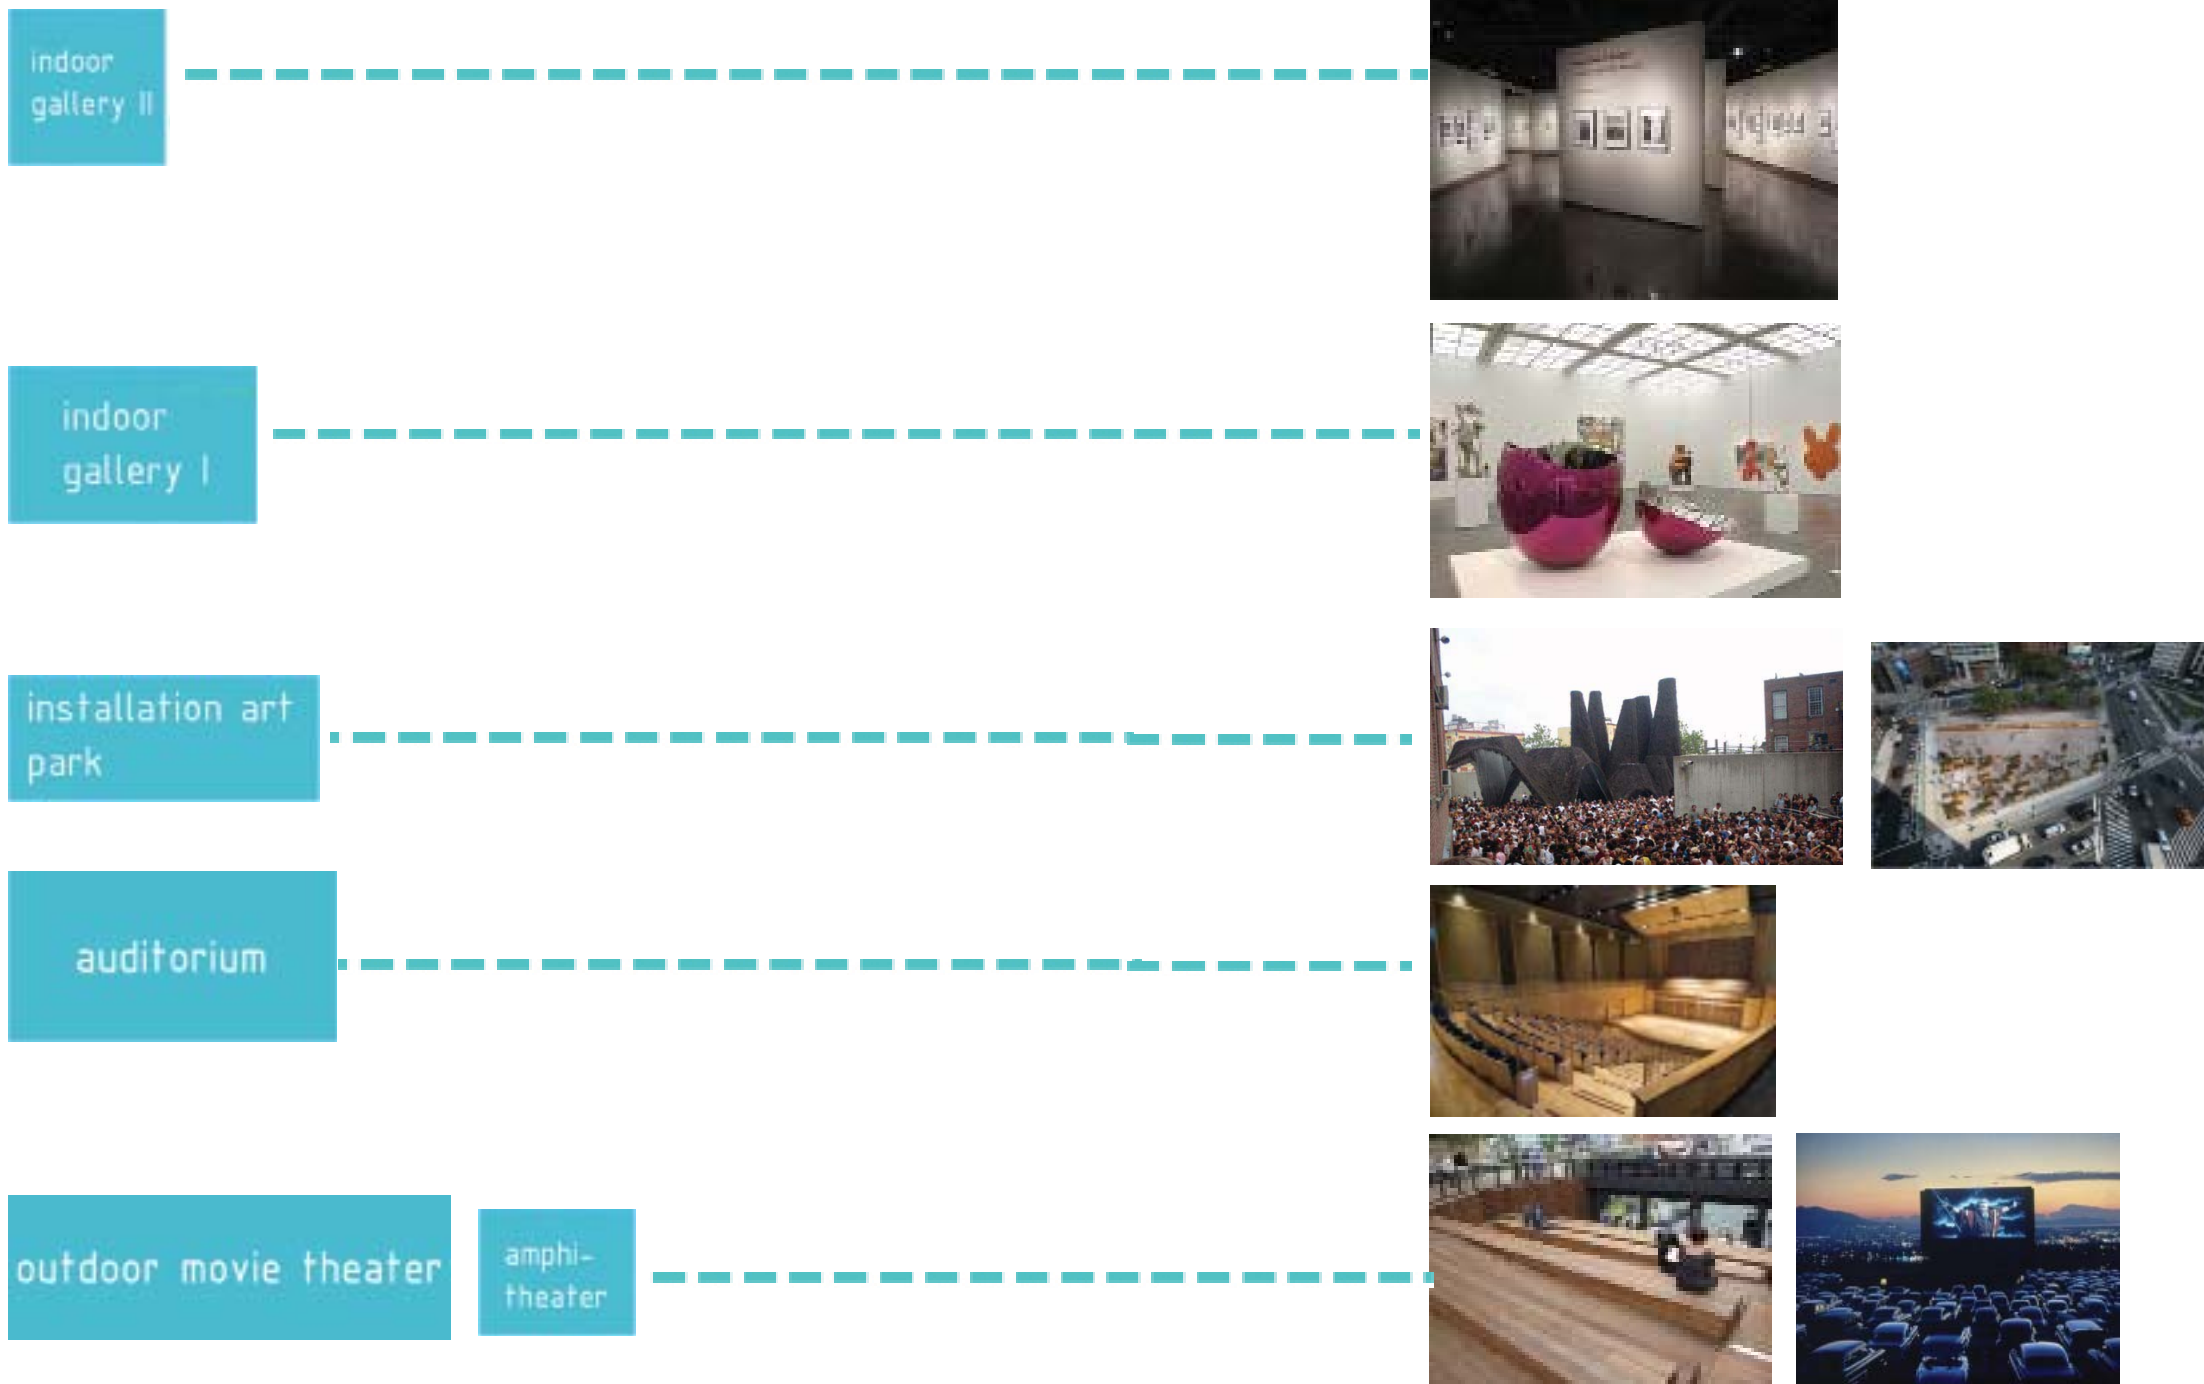 indoor
gallery II
indoor
gallery I
installation art
park
auditorium
outdoor movie theater
amphi-
theater